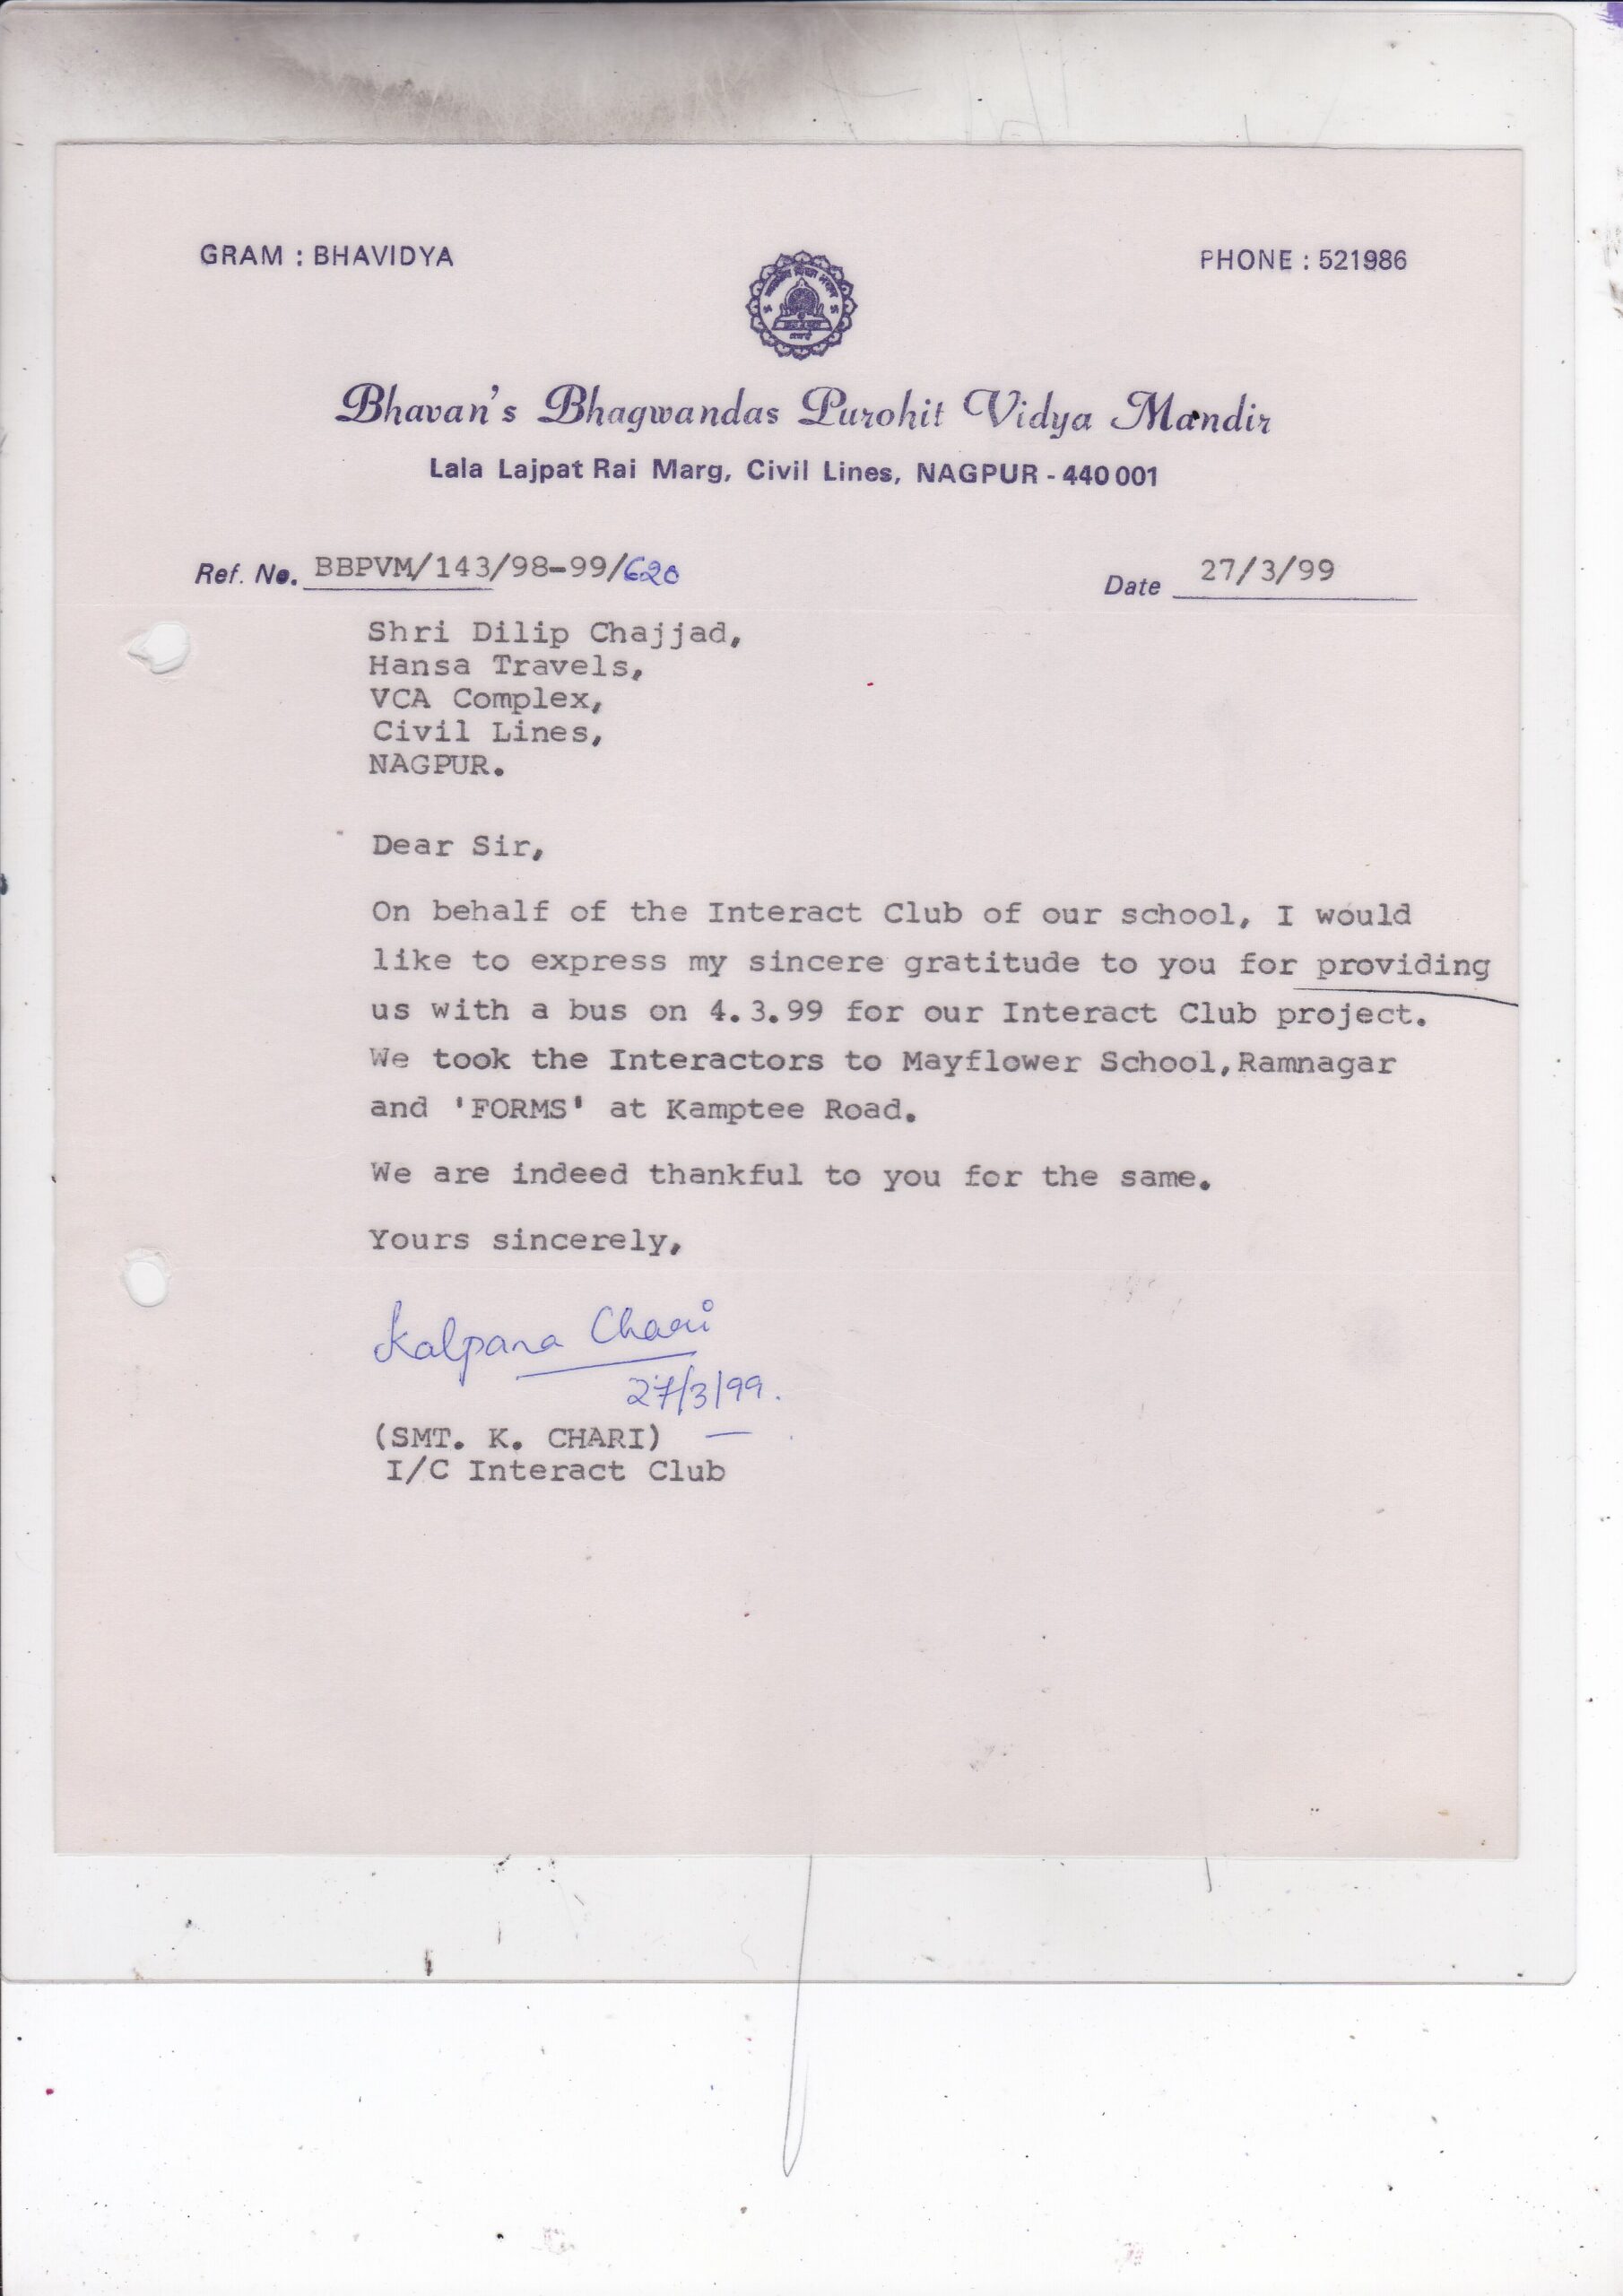 GRAM : BHAVIDYA
PHONE : 521986
Bhavan's Bhagwandas Purohit Vidya Mandir
Lala Lajpat Rai Marg, Civil Lines, NAGPUR - 440 001
Ref. No. BBPVM/143/98-99/620
Date 27/3/99
Shri Dilip Chajjad,
Hansa Travels,
VCA Complex,
Civil Lines,
NAGPUR.
Dear Sir,
On behalf of the Interact Club of our school, I would
like to express my sincere gratitude to you for providing
us with a bus on 4.3.99 for our Interact Club project.
We took the Interactors to Mayflower School,Ramnagar
and 'FORMS' at Kamptee Road.
We are indeed thankful to you for the same.
Yours sincerely,
Kalpana Chari
27/3/99.
(SMT. K. CHARI)
I/C Interact Club